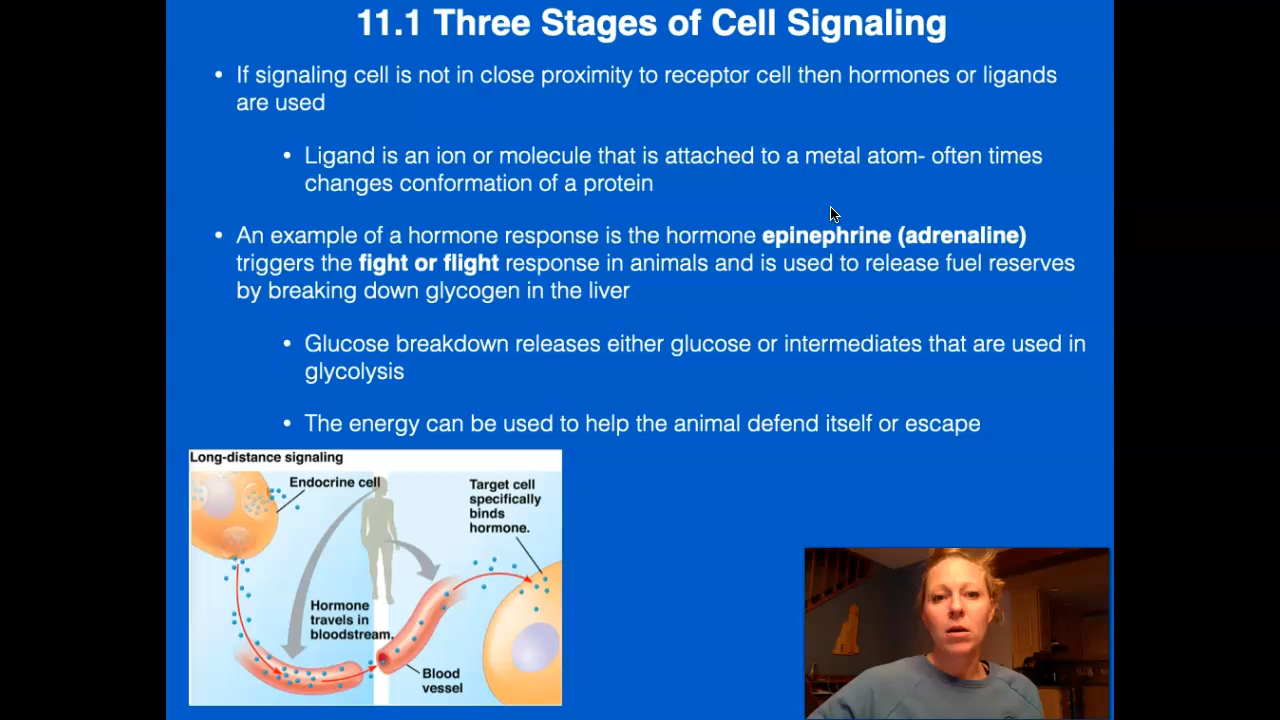 11.1 Three Stages of Cell Signaling
• If signaling cell is not in close proximity to receptor cell then hormones or ligands
are used
• Ligand is an ion or molecule that is attached to a metal atom- often times
changes conformation of a protein
• An example of a hormone response is the hormone epinephrine (adrenaline)
triggers the fight or flight response in animals and is used to release fuel reserves
by breaking down glycogen in the liver
• Glucose breakdown releases either glucose or intermediates that are used in
glycolysis
• The energy can be used to help the animal defend itself or escape
Long-distance signaling
Endocrine cell
Target cell
specifically
binds
hormone.
Hormone
travels in
bloodstream.
Blood
vessel